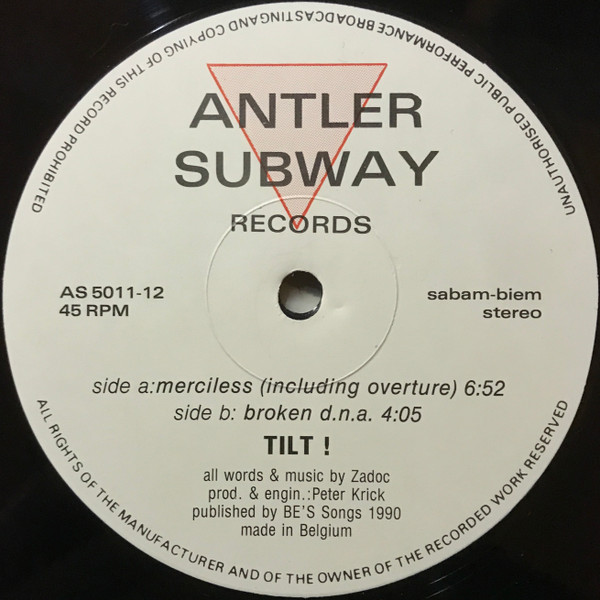 UNAUTHORISED PUBLIC PERFORMANCE BROADCASTINGAND COPYING OF THIS RECORD PROHIBITED
ANTLER
SUBWAY
RECORDS
AS 5011-12
45 RPM
sabam-biem
stereo
side a:merciless (including overture) 6:52
side b: broken d.n.a. 4:05
TILT !
all words & music by Zadoc
prod. & engin.:Peter Krick
published by BE'S Songs 1990
made in Belgium
ALL RIGHTS OF THE MANUFACTURER AND OF THE OWNER OF THE RECORDED WORK RESERVED